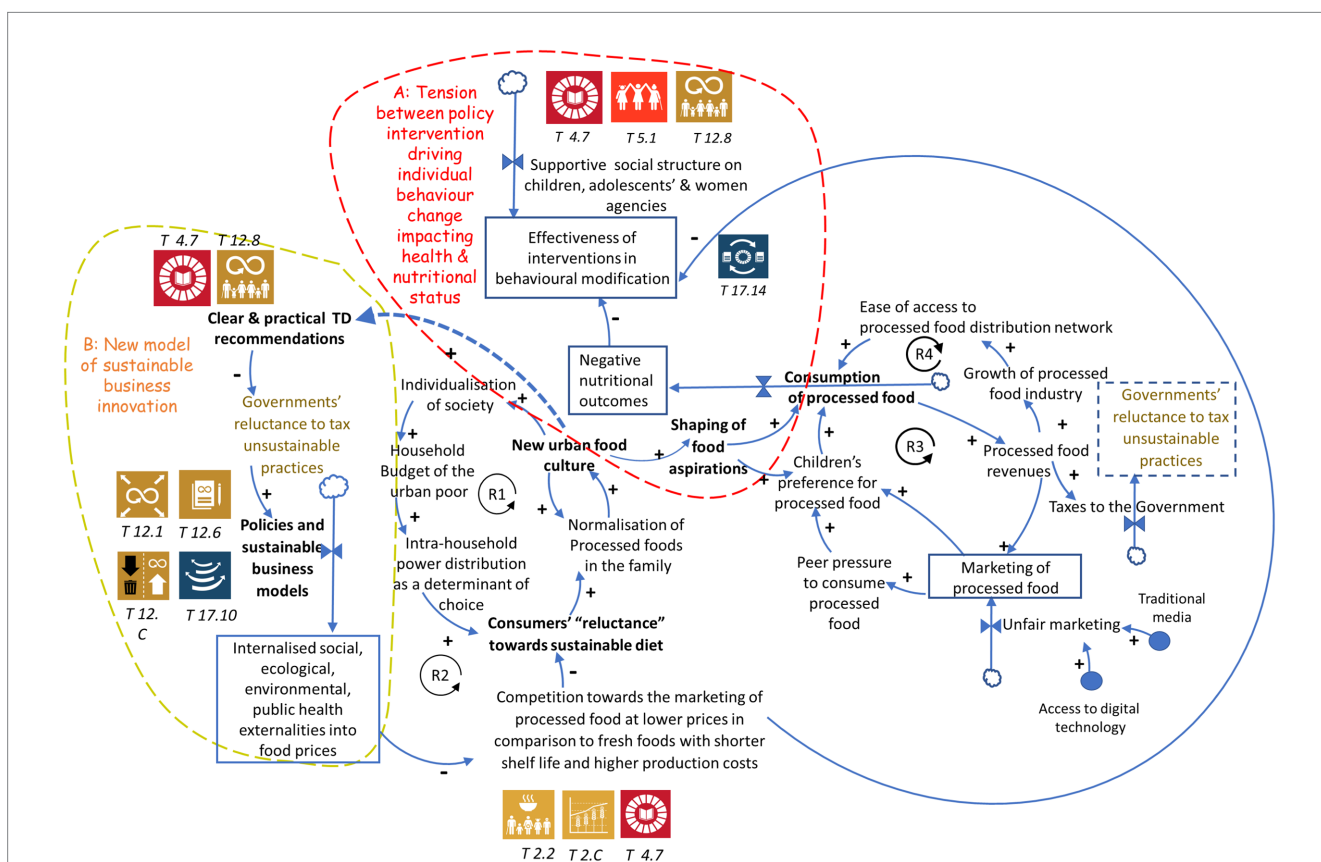 A: Tension
between policy
intervention
driving
individual
behaviour
change
impacting
health &
nutritional
status
T 4.7
T 5.1
T 12.8
Supportive social structure on
children, adolescents’ & women
agencies
Effectiveness of
interventions in
behavioural modification
-
T 17.14
T 4.7
T 12.8
Clear & practical TD
recommendations
B: New model
of sustainable
business
innovation
-
Governments’
reluctance to tax
unsustainable
practices
+
T 12.1
T 12.6
Policies and
sustainable
business
models
T 12.
C
T 17.10
Internalised social,
ecological,
environmental,
public health
externalities into
food prices
-
+
Individualisation
of society
+
+
Household
Budget of the
urban poor
+
Intra-household
power distribution
as a determinant of
choice
+
R1
R2
New urban food
culture
+
+
+
Normalisation of
Processed foods
in the family
+
Consumers’ “reluctance”
towards sustainable diet
-
Competition towards the marketing of
processed food at lower prices in
comparison to fresh foods with shorter
shelf life and higher production costs
T 2.2
T 2.C
T 4.7
-
Negative
nutritional
outcomes
Shaping of
food
aspirations
+
+
Consumption
of processed food
+
Ease of access to
processed food distribution network
+
R4
+
Growth of processed
food industry
+
R3
+
Processed food
revenues
+
Taxes to the Government
Governments’
reluctance to tax
unsustainable
practices
+
Children’s
preference for
processed food
+
+
Peer pressure
to consume
processed
food
+
+
Marketing of
processed food
Unfair marketing
Traditional
media
+
+
Access to digital
technology